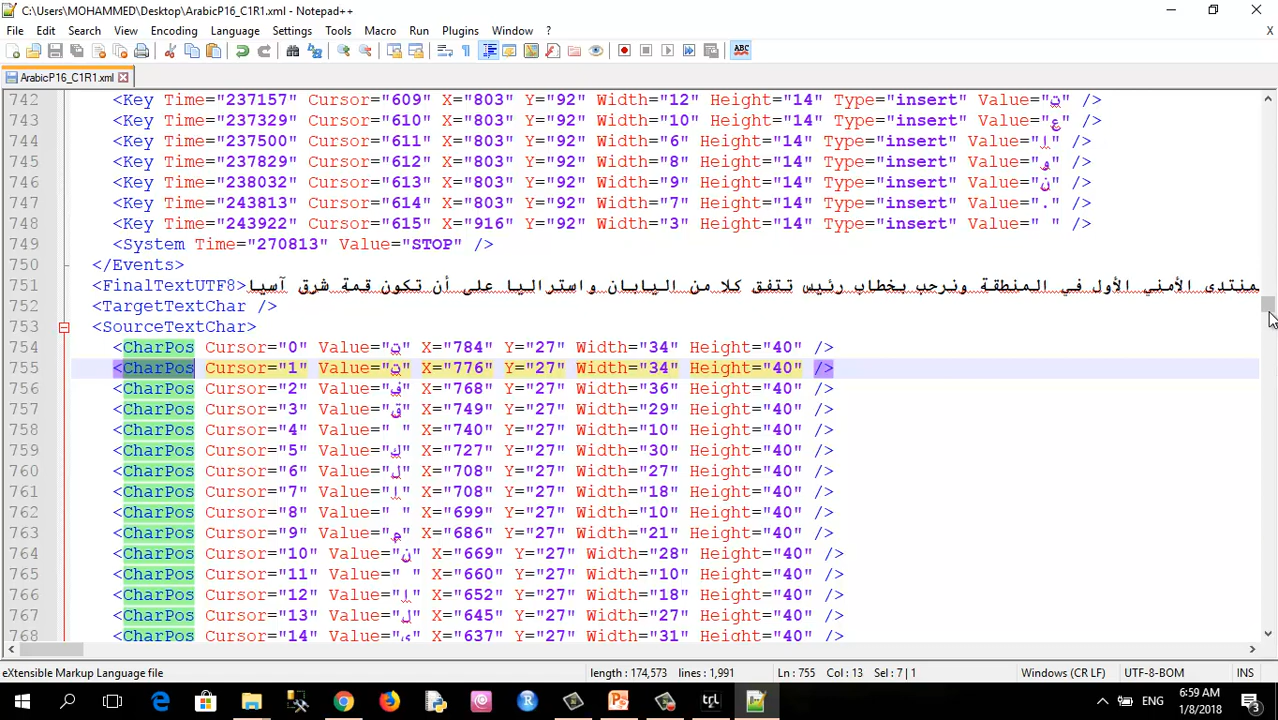 C:\Users\MOHAMMED\Desktop\ArabicP16_C1R1.xml - Notepad++
File Edit Search View Encoding Language Settings Tools Macro Run Plugins Window ? X
ArabicP16_C1R1.xml
742 <Key Time="237157" Cursor="609" X="803" Y="92" Width="12" Height="14" Type="insert" Value="ت" />
743 <Key Time="237329" Cursor="610" X="803" Y="92" Width="10" Height="14" Type="insert" Value="ع" />
744 <Key Time="237500" Cursor="611" X="803" Y="92" Width="6" Height="14" Type="insert" Value="ا" />
745 <Key Time="237829" Cursor="612" X="803" Y="92" Width="8" Height="14" Type="insert" Value="و" />
746 <Key Time="238032" Cursor="613" X="803" Y="92" Width="9" Height="14" Type="insert" Value="ن" />
747 <Key Time="243813" Cursor="614" X="803" Y="92" Width="7" Height="14" Type="insert" Value="." />
748 <Key Time="243922" Cursor="615" X="916" Y="92" Width="3" Height="14" Type="insert" Value=" " />
749 <System Time="270813" Value="STOP" />
750 </Events>
751 <FinalTextUTF8>تتفق كلا من اليابان واستراليا على أن تكون قمة شرق آسيا المنتدى الأمني الأول في المنطقة ونرحب بخطاب رئيس
752 <TargetTextChar />
753 <SourceTextChar>
754 <CharPos Cursor="0" Value="ت" X="784" Y="27" Width="34" Height="40" />
755 <CharPos Cursor="1" Value="ت" X="776" Y="27" Width="34" Height="40" />
756 <CharPos Cursor="2" Value="ف" X="768" Y="27" Width="36" Height="40" />
757 <CharPos Cursor="3" Value="ق" X="749" Y="27" Width="29" Height="40" />
758 <CharPos Cursor="4" Value=" " X="740" Y="27" Width="10" Height="40" />
759 <CharPos Cursor="5" Value="ك" X="727" Y="27" Width="30" Height="40" />
760 <CharPos Cursor="6" Value="ل" X="708" Y="27" Width="27" Height="40" />
761 <CharPos Cursor="7" Value="ا" X="708" Y="27" Width="18" Height="40" />
762 <CharPos Cursor="8" Value=" " X="699" Y="27" Width="10" Height="40" />
763 <CharPos Cursor="9" Value="م" X="686" Y="27" Width="21" Height="40" />
764 <CharPos Cursor="10" Value="ن" X="669" Y="27" Width="28" Height="40" />
765 <CharPos Cursor="11" Value=" " X="660" Y="27" Width="10" Height="40" />
766 <CharPos Cursor="12" Value="ا" X="652" Y="27" Width="18" Height="40" />
767 <CharPos Cursor="13" Value="ل" X="645" Y="27" Width="27" Height="40" />
768 <CharPos Cursor="14" Value="ي" X="637" Y="27" Width="31" Height="40" />
eXtensible Markup Language file length : 174,573 lines : 1,991 Ln : 755 Col : 13 Sel : 7 | 1 Windows (CR LF) UTF-8-BOM INS
ENG 6:59 AM
1/8/2018